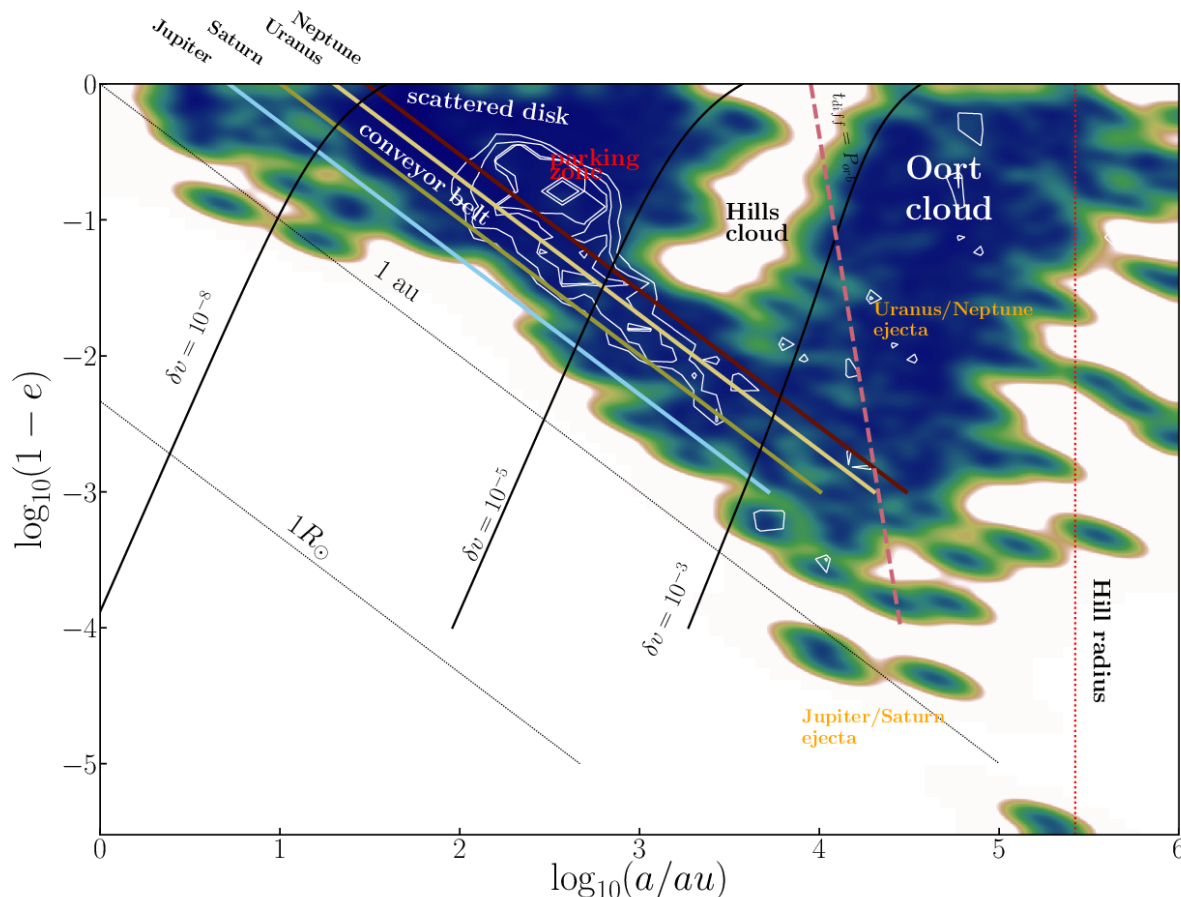 Jupiter
Saturn
Uranus
Neptune
scattered disk
conveyor belt
parking
zone
Hills
cloud
t_diff = P_orb
Oort
cloud
Uranus/Neptune
ejecta
1 au
δv = 10⁻⁸
δv = 10⁻⁵
δv = 10⁻³
1R☉
Jupiter/Saturn
ejecta
Hill radius
log₁₀(1 − e)
0
−1
−2
−3
−4
−5
0
1
2
3
4
5
6
log₁₀(a/au)